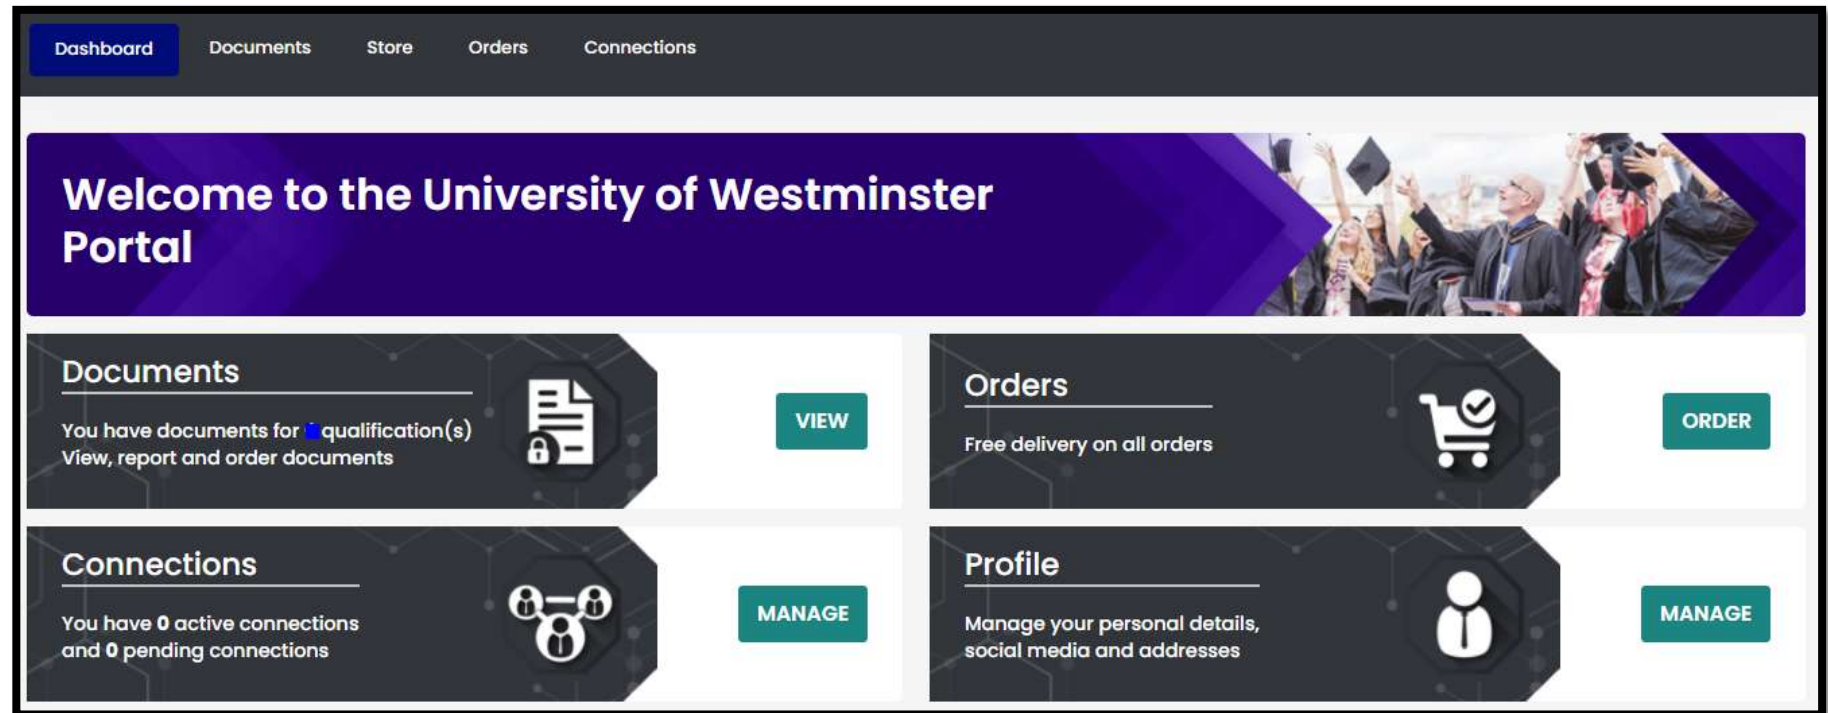 Dashboard Documents Store Orders Connections
Welcome to the University of Westminster
Portal
Documents
You have documents for qualification(s)
View, report and order documents
VIEW
Orders
Free delivery on all orders
ORDER
Connections
You have 0 active connections
and 0 pending connections
MANAGE
Profile
Manage your personal details,
social media and addresses
MANAGE